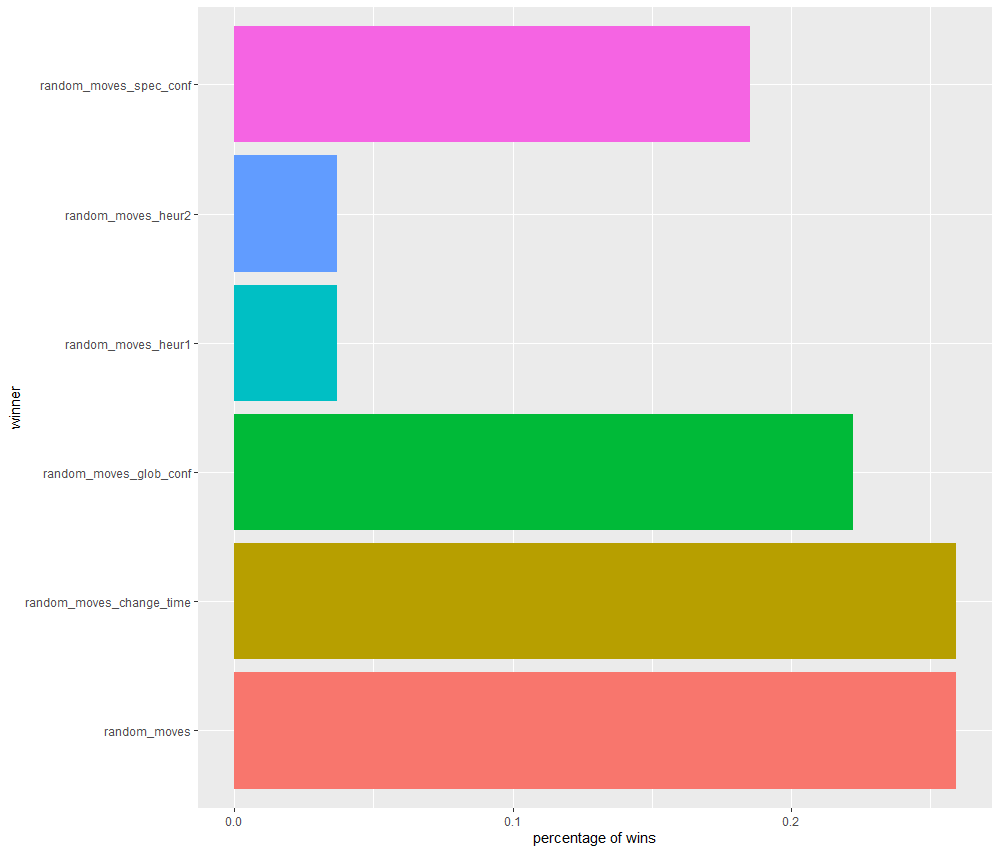 random_moves_spec_conf
random_moves_heur2
random_moves_heur1
random_moves_glob_conf
random_moves_change_time
random_moves
winner
0.0 0.1 0.2
percentage of wins